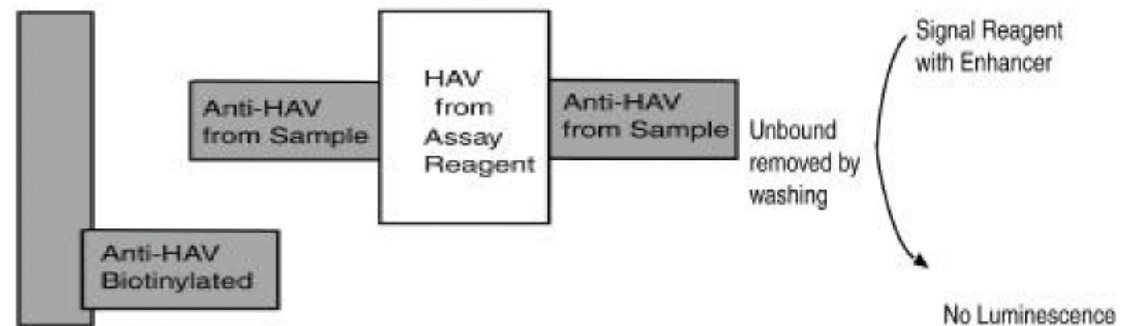 Anti-HAV
from Sample
HAV
from
Assay
Reagent
Anti-HAV
from Sample
Unbound
removed by
washing
Signal Reagent
with Enhancer
Anti-HAV
Biotinylated
No Luminescence